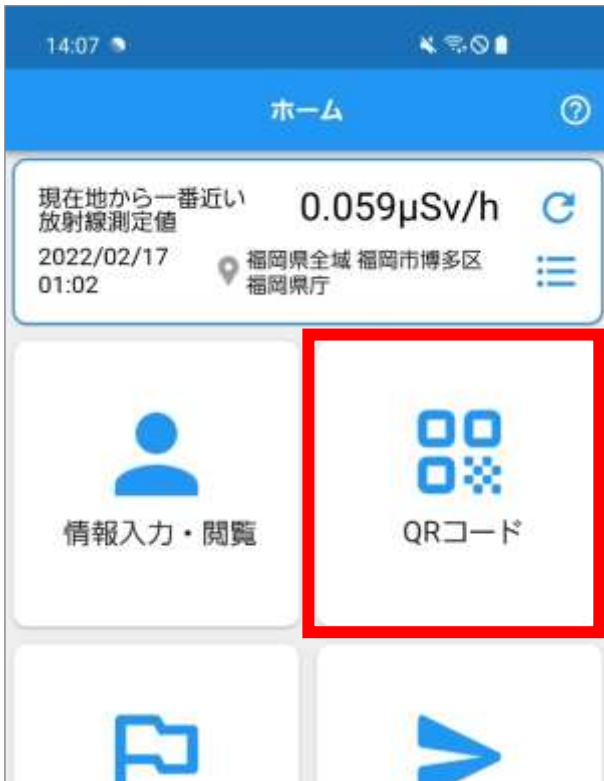 14:07
ホーム
現在地から一番近い
放射線測定値
0.059μSv/h
2022/02/17
01:02
福岡県全域 福岡市博多区
福岡県庁
情報入力・閲覧
QRコード